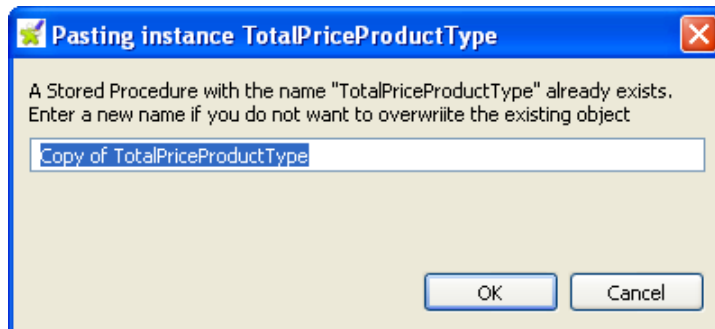 Pasting instance TotalPriceProductType
A Stored Procedure with the name "TotalPriceProductType" already exists.
Enter a new name if you do not want to overwriite the existing object
Copy of TotalPriceProductType
OK Cancel